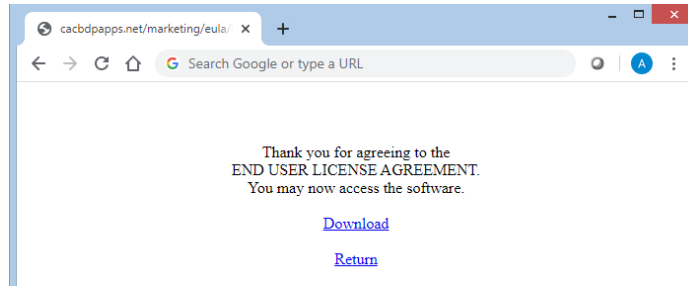 cacbdpapps.net/marketing/eula/
Search Google or type a URL
A
Thank you for agreeing to the
END USER LICENSE AGREEMENT.
You may now access the software.
Download
Return